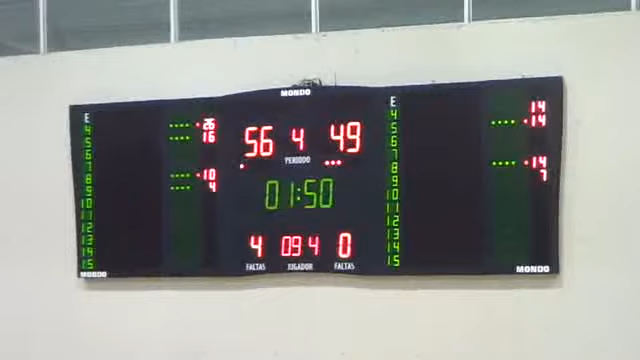 MONDO
E
4 26
5 16
6
7
8 10
9 4
10
11
12
13
14
15
MONDO
56 4 49
PERIODO
01:50
4 09 4 0
FALTAS JUGADOR FALTAS
E 14
4 14
5
6
7 14
8 7
9
10
11
12
13
14
15
MONDO